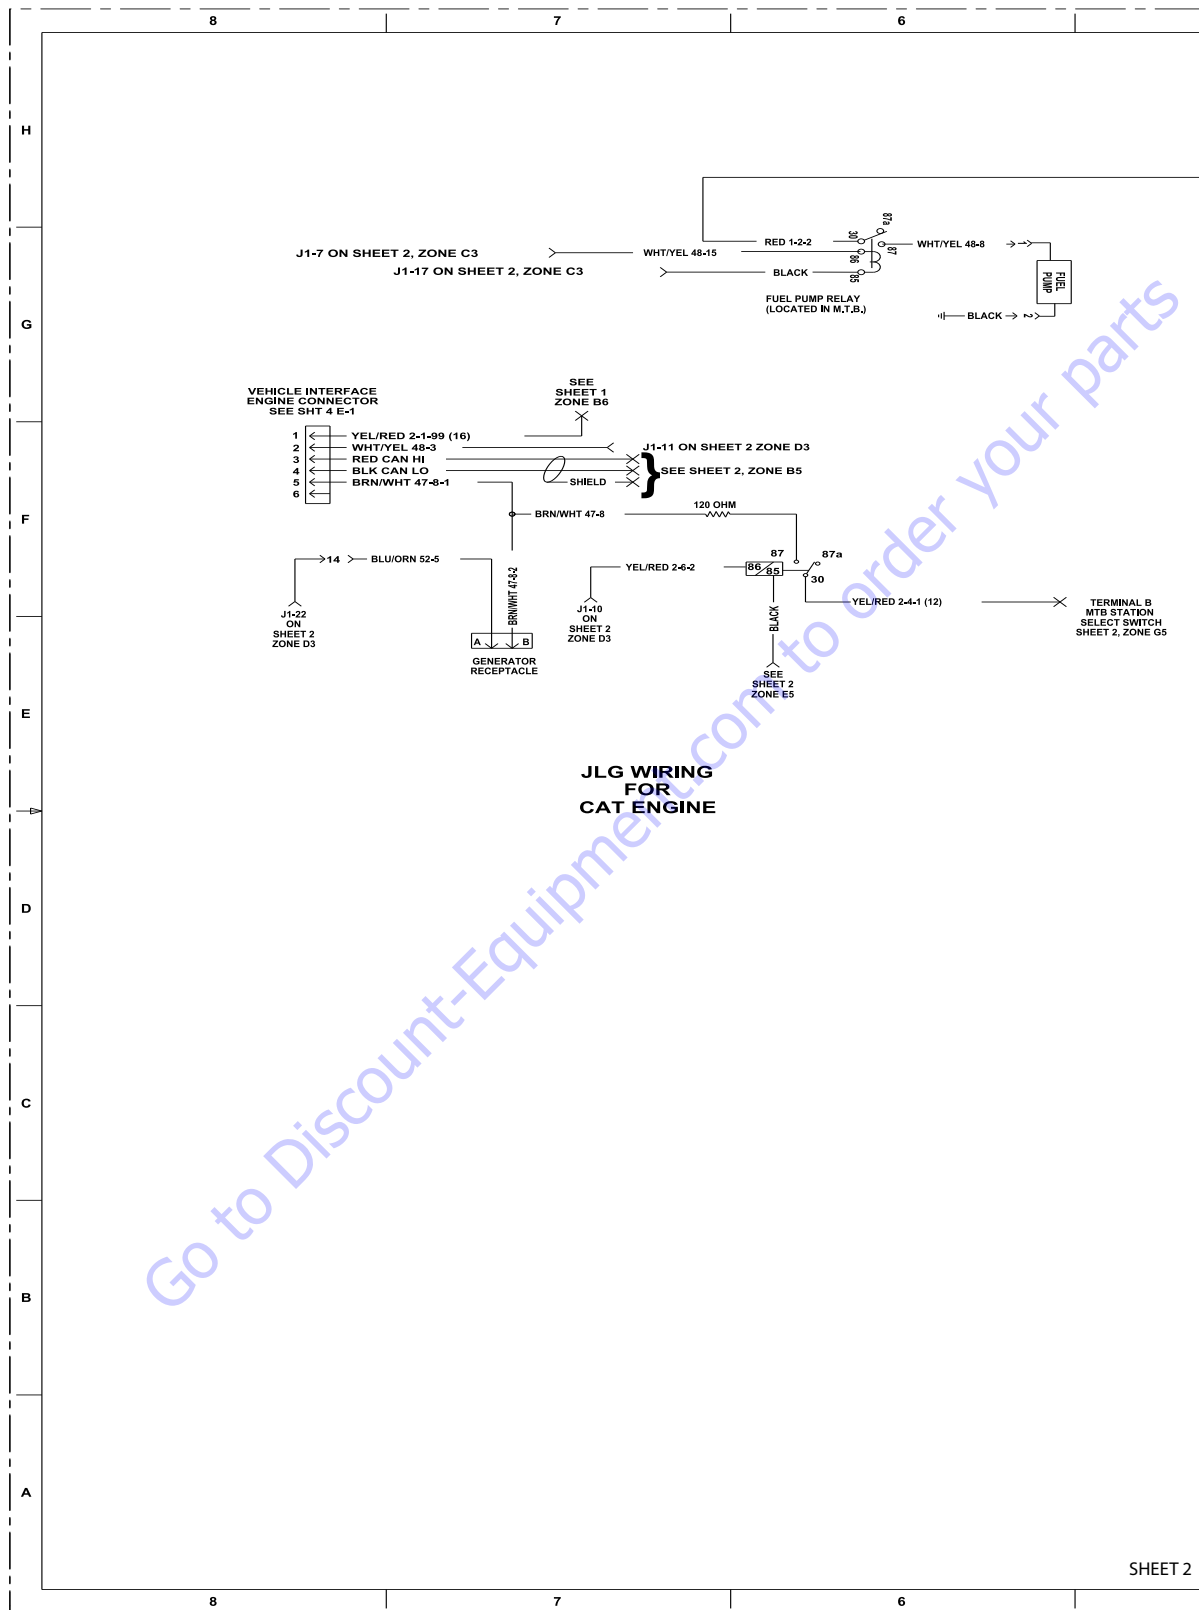 8
7
6
H
G
F
E
D
C
B
A
J1-7 ON SHEET 2, ZONE C3
WHT/YEL 48-15
J1-17 ON SHEET 2, ZONE C3
BLACK
RED 1-2-2
30
87a
87
86
85
WHT/YEL 48-8
1
FUEL
PUMP
BLACK
2
FUEL PUMP RELAY
(LOCATED IN M.T.B.)
VEHICLE INTERFACE
ENGINE CONNECTOR
SEE SHT 4 E-1
SEE
SHEET 1
ZONE B6
1
YEL/RED 2-1-99 (16)
2
WHT/YEL 48-3
J1-11 ON SHEET 2 ZONE D3
3
RED CAN HI
4
BLK CAN LO
SEE SHEET 2, ZONE B5
5
BRN/WHT 47-8-1
SHIELD
6
BRN/WHT 47-8
120 OHM
14
BLU/ORN 52-5
BRN/WHT 47-8-2
YEL/RED 2-6-2
87
87a
86
85
30
YEL/RED 2-4-1 (12)
TERMINAL B
MTB STATION
SELECT SWITCH
SHEET 2, ZONE G5
J1-22
ON
SHEET 2
ZONE D3
J1-10
ON
SHEET 2
ZONE D3
BLACK
A
B
GENERATOR
RECEPTACLE
SEE
SHEET 2
ZONE E5
JLG WIRING
FOR
CAT ENGINE
Go to Discount-Equipment.com to order your parts
SHEET 2
8
7
6